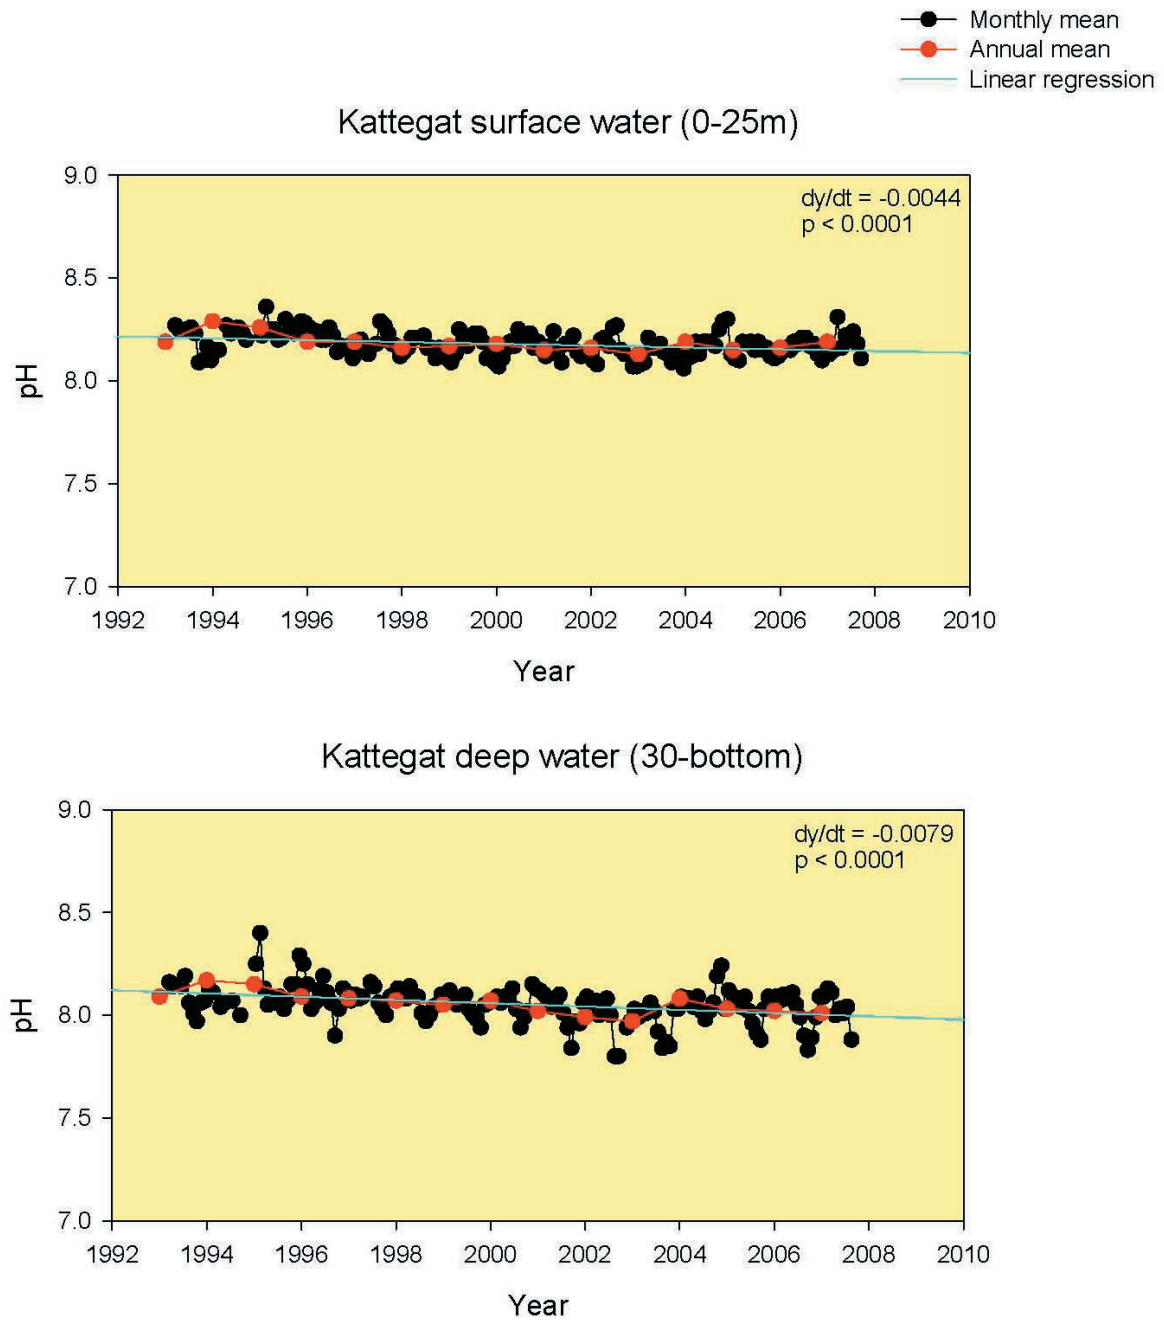 Monthly mean
Annual mean
Linear regression
Kattegat surface water (0-25m)
dy/dt = -0.0044
p < 0.0001
9.0
8.5
8.0
7.5
7.0
pH
1992 1994 1996 1998 2000 2002 2004 2006 2008 2010
Year
Kattegat deep water (30-bottom)
dy/dt = -0.0079
p < 0.0001
9.0
8.5
8.0
7.5
7.0
pH
1992 1994 1996 1998 2000 2002 2004 2006 2008 2010
Year